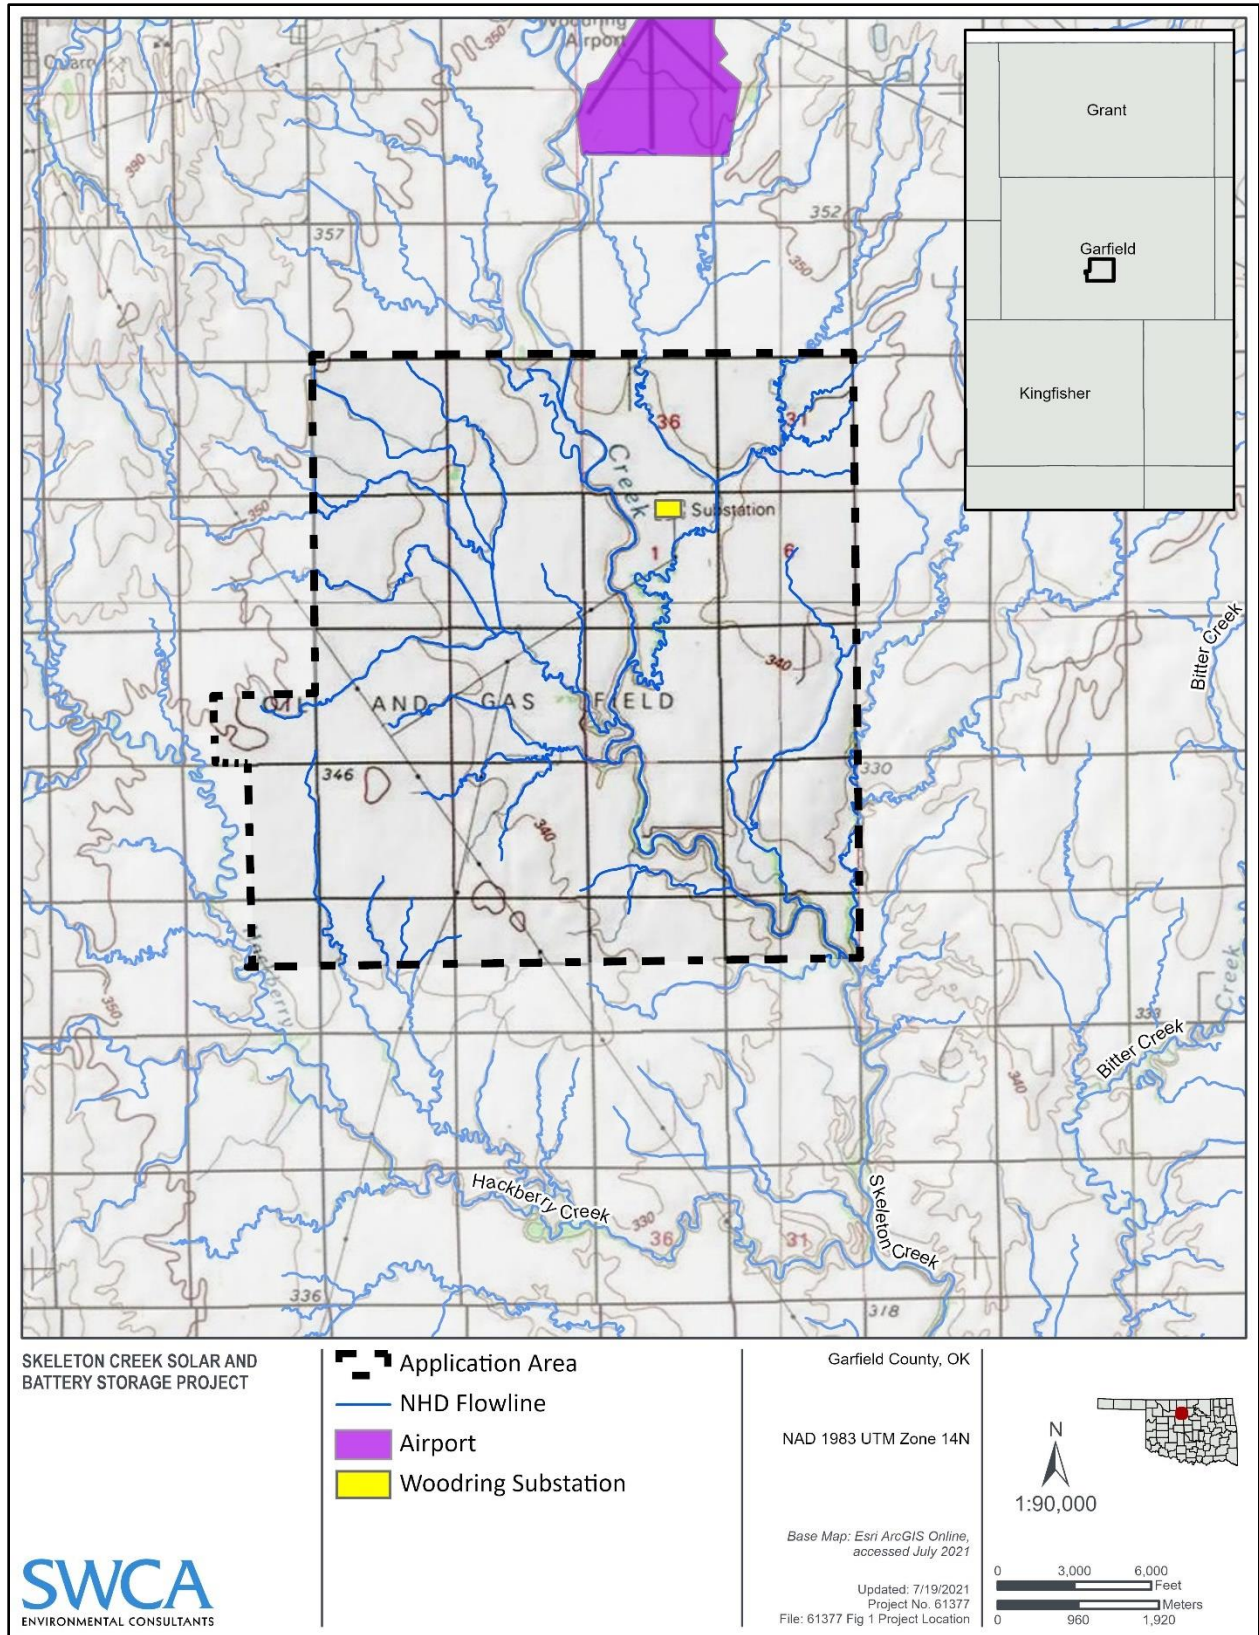 Woodring
Airport
Quarry
350
390
357
352
350
Grant
Garfield
Kingfisher
36
31
Creek
Substation
350
1
6
340
OIL AND GAS FIELD
Bitter Creek
346
330
340
Hackberry
350
Creek
333
Bitter Creek
340
Hackberry Creek
Skeleton Creek
330
36
31
336
318
SKELETON CREEK SOLAR AND
BATTERY STORAGE PROJECT
Application Area
NHD Flowline
Airport
Woodring Substation
Garfield County, OK
NAD 1983 UTM Zone 14N
N
1:90,000
Base Map: Esri ArcGIS Online,
accessed July 2021
Updated: 7/19/2021
Project No. 61377
File: 61377 Fig 1 Project Location
0 3,000 6,000
Feet
Meters
0 960 1,920
SWCA
ENVIRONMENTAL CONSULTANTS